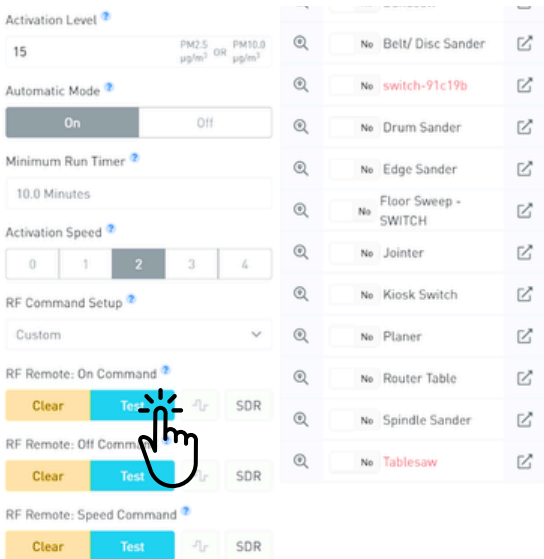 Activation Level ?
15 PM2.5 µg/m³ OR PM10.0 µg/m³
Automatic Mode ?
On Off
Minimum Run Timer ?
10.0 Minutes
Activation Speed ?
0 1 2 3 4
RF Command Setup ?
Custom
RF Remote: On Command ?
Clear Test SDR
RF Remote: Off Command
Clear Test SDR
RF Remote: Speed Command ?
Clear Test SDR
No Belt/ Disc Sander
No switch-91c19b
No Drum Sander
No Edge Sander
No Floor Sweep -
SWITCH
No Jointer
No Kiosk Switch
No Planer
No Router Table
No Spindle Sander
No Tablesaw